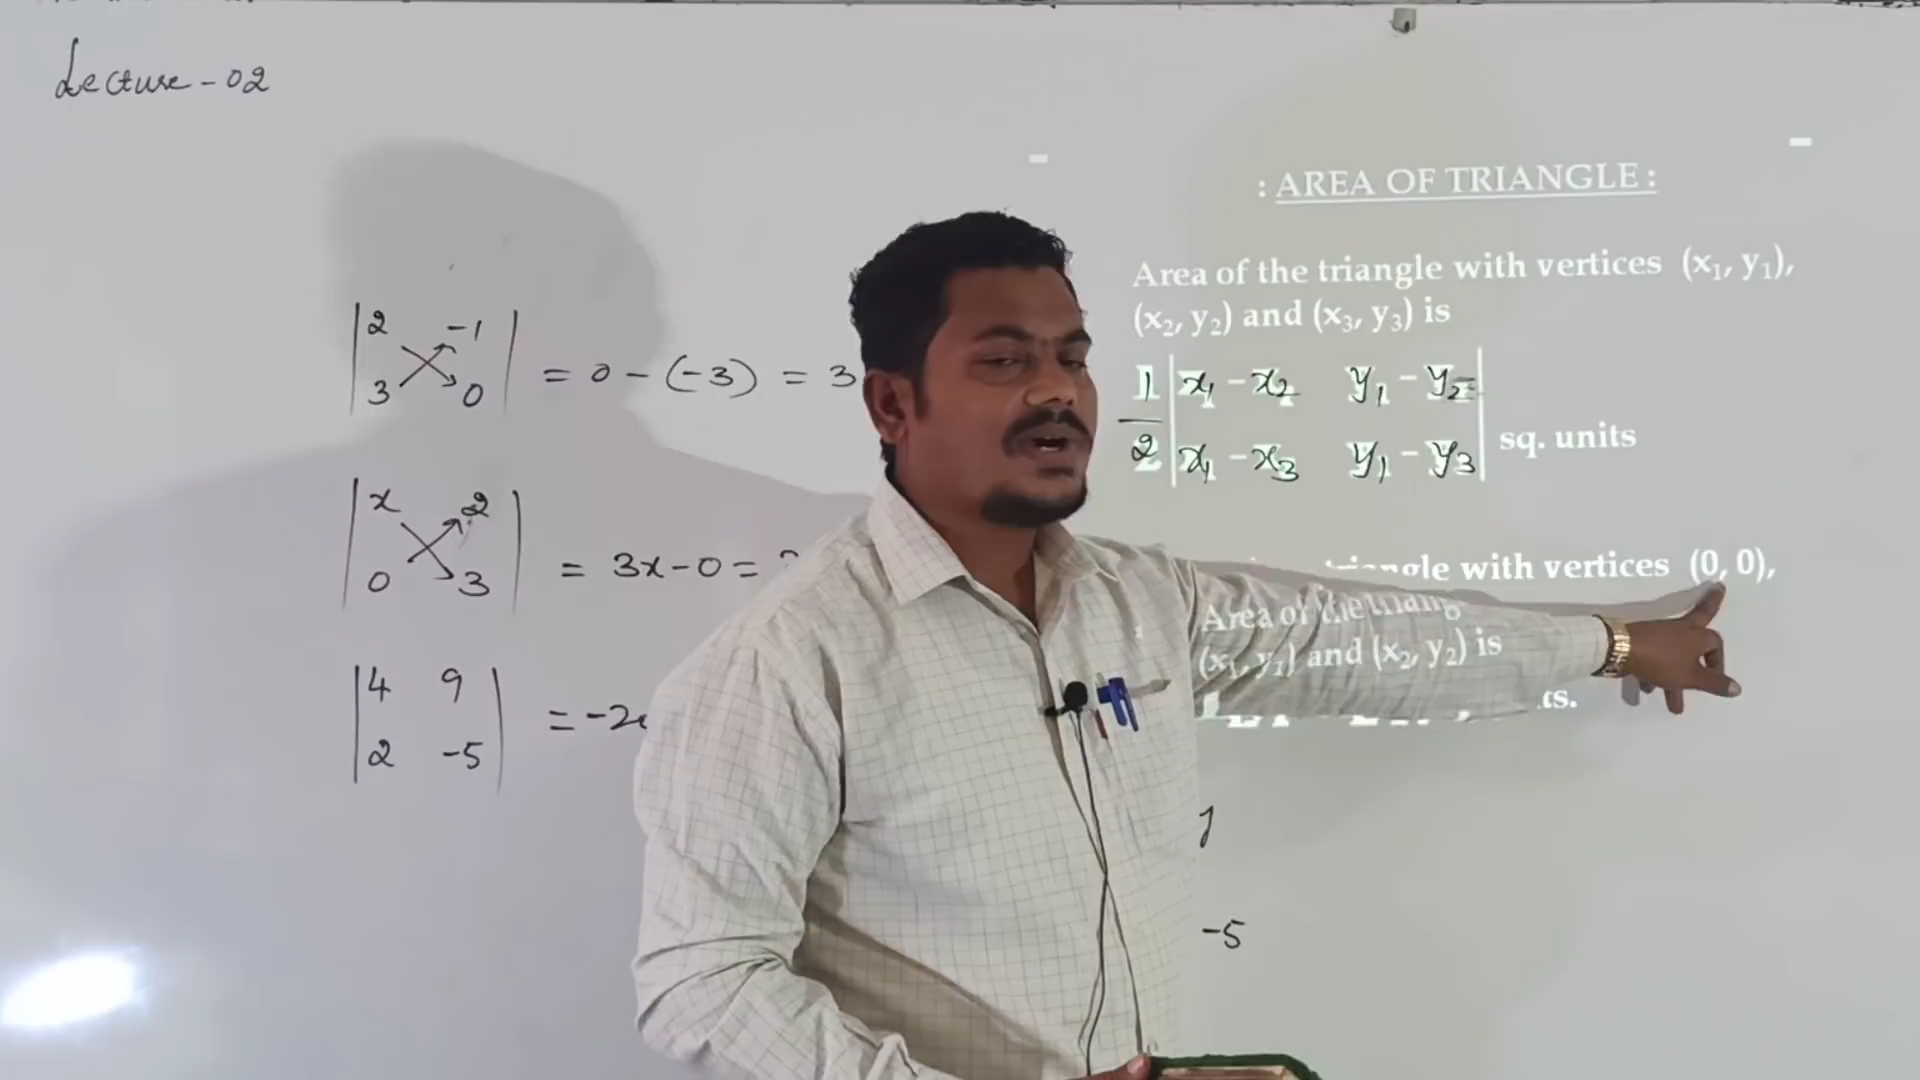 Lecture - 02
| 2 -1 |
| 3 0 | = 0 - (-3) = 3
| x 2 |
| 0 3 | = 3x - 0 =
| 4 9 |
| 2 -5 | = -2
: AREA OF TRIANGLE :
Area of the triangle with vertices (x₁, y₁),
(x₂, y₂) and (x₃, y₃) is
1/2 | x₁ - x₂ y₁ - y₂ |
| x₁ - x₃ y₁ - y₃ | sq. units
Area of the triangle with vertices (0, 0),
(x₁, y₁) and (x₂, y₂) is
-5